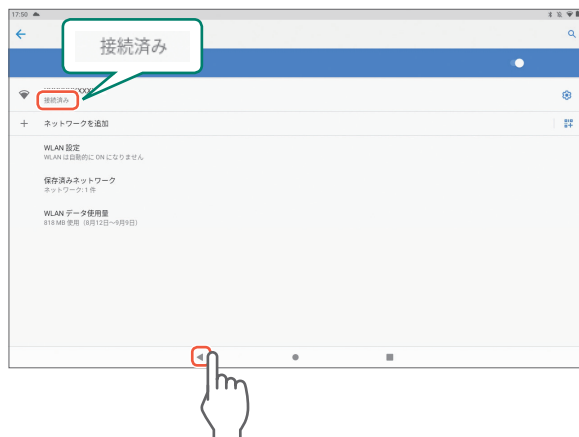 17:50
接続済み
接続済み
ネットワークを追加
WLAN 設定
WLAN は自動的に ON になりません
保存済みネットワーク
ネットワーク:1 件
WLAN データ使用量
818 MB 使用（8月12日～9月9日）